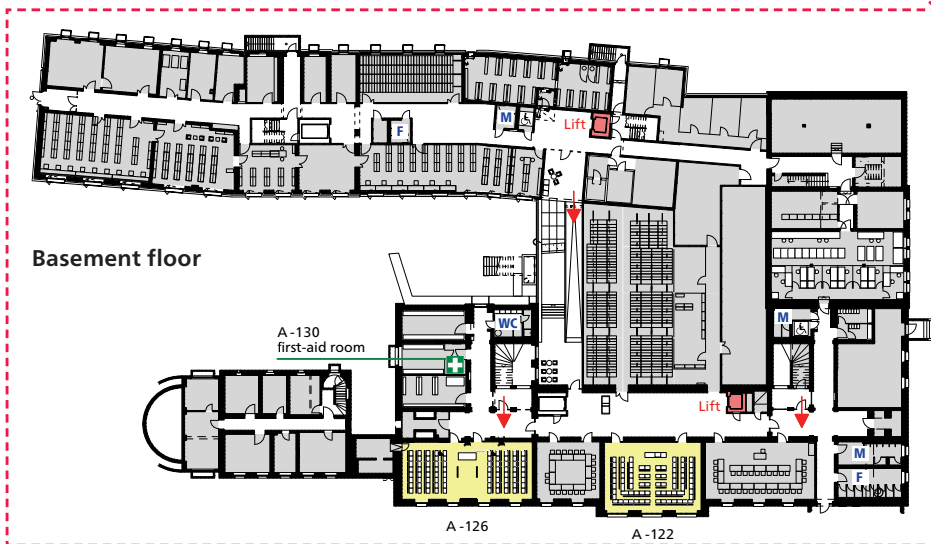 M
F
Lift
Basement floor
WC
M
A -130
first-aid room
Lift
M
F
A -126
A -122